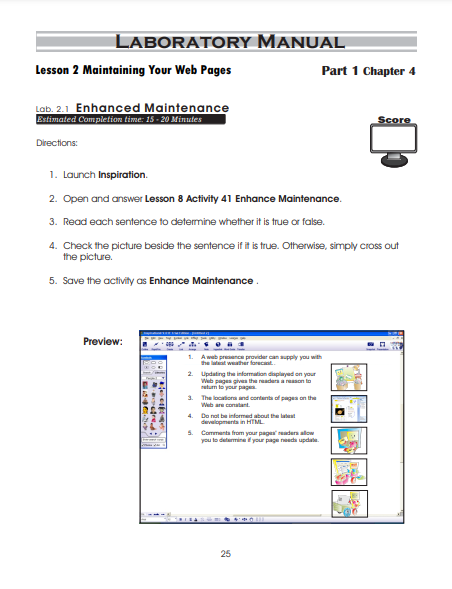 LABORATORY MANUAL
Lesson 2 Maintaining Your Web Pages
Part 1 Chapter 4
Lab. 2.1 Enhanced Maintenance
Estimated Completion time: 15 - 20 Minutes
Score
Directions:
1. Launch Inspiration.
2. Open and answer Lesson 8 Activity 41 Enhance Maintenance.
3. Read each sentence to determine whether it is true or false.
4. Check the picture beside the sentence if it is true. Otherwise, simply cross out
the picture.
5. Save the activity as Enhance Maintenance .
Preview:
1. A web presence provider can supply you with
the latest weather forecast..
2. Updating the information displayed on your
Web pages gives the readers a reason to
return to your pages.
3. The locations and contents of pages on the
Web are constant.
4. Do not be informed about the latest
developments in HTML.
5. Comments from your pages' readers allow
you to determine if your page needs update.
25